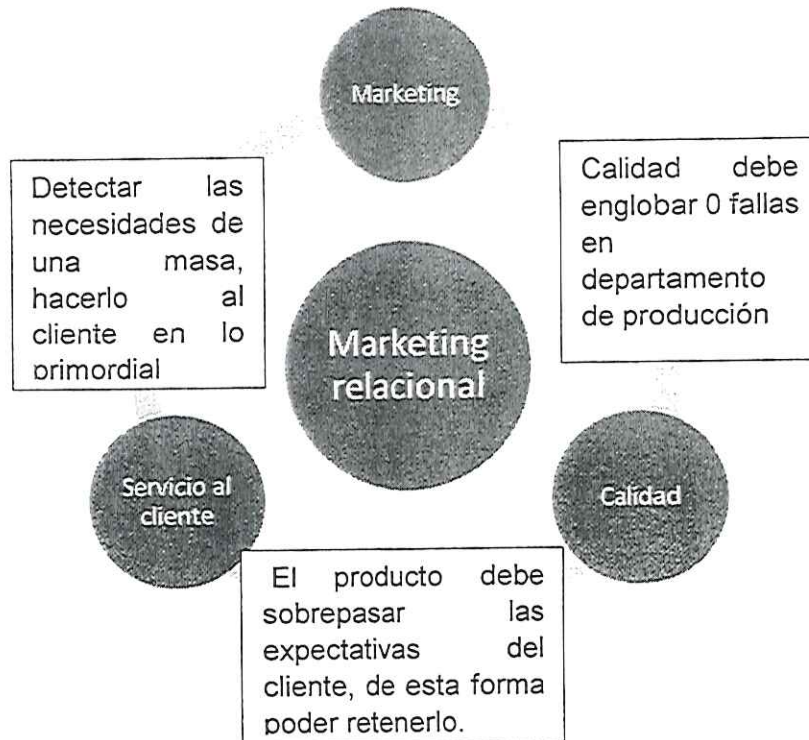 Marketing
Detectar las
necesidades de
una masa,
hacerlo al
cliente en lo
primordial
Calidad debe
englobar 0 fallas
en
departamento
de producción
Marketing
relacional
Servicio al
cliente
Calidad
El producto debe
sobrepasar las
expectativas del
cliente, de esta forma
poder retenerlo.